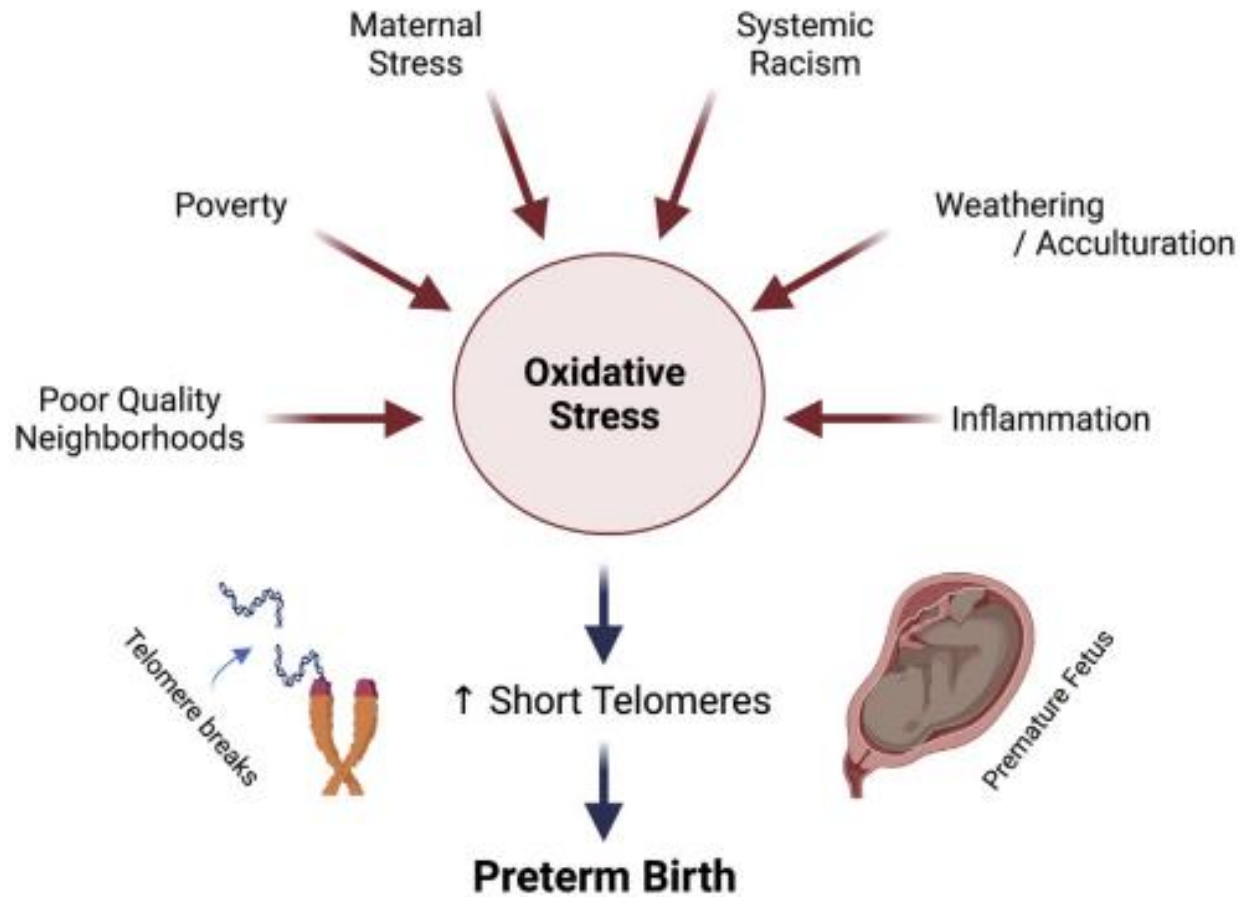 Maternal
Stress
Systemic
Racism
Poverty
Weathering
/ Acculturation
Oxidative
Stress
Poor Quality
Neighborhoods
Inflammation
Telomere breaks
↑ Short Telomeres
Premature Fetus
Preterm Birth